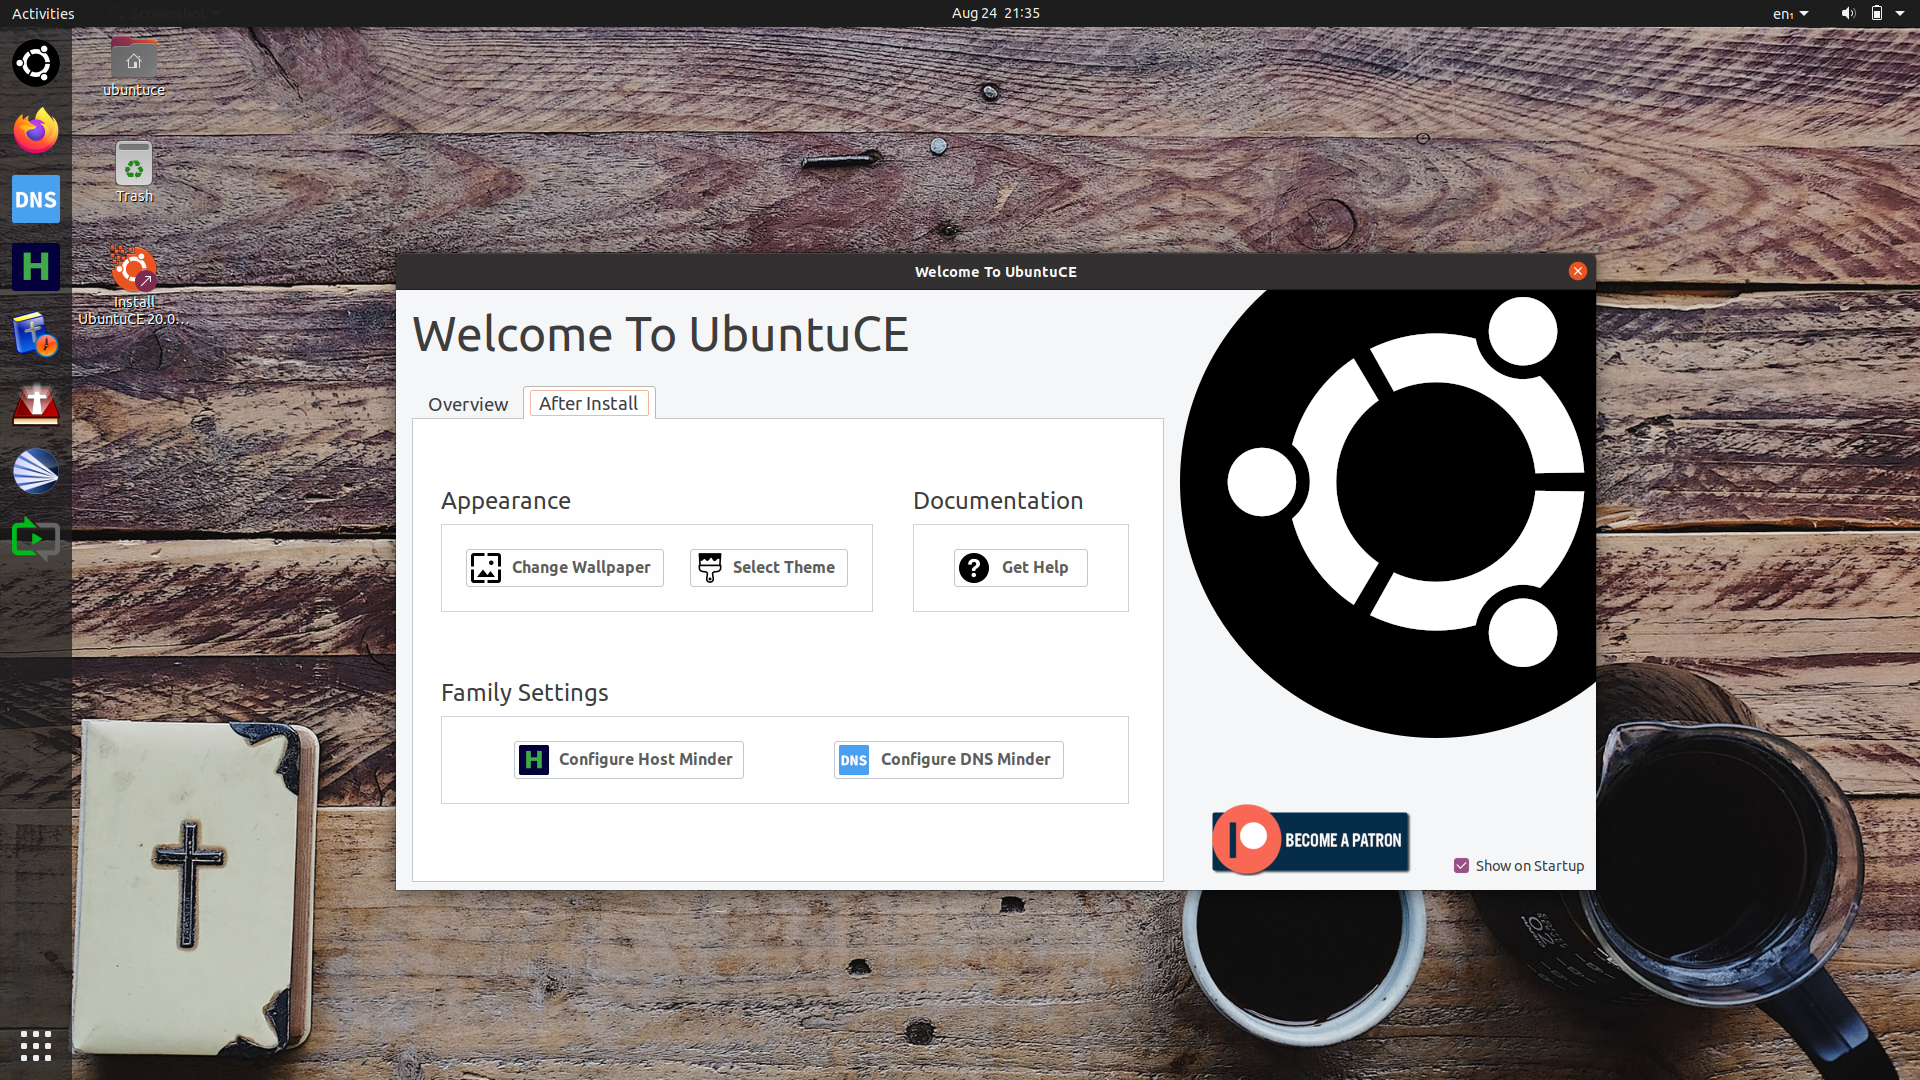 Activities
Screenshot
Aug 24 21:35
en₁
ubuntuce
Trash
Install
UbuntuCE 20.0...
DNS
H
Welcome To UbuntuCE
Welcome To UbuntuCE
Overview
After Install
Appearance
Documentation
Change Wallpaper
Select Theme
? Get Help
Family Settings
H Configure Host Minder
DNS Configure DNS Minder
BECOME A PATRON
Show on Startup